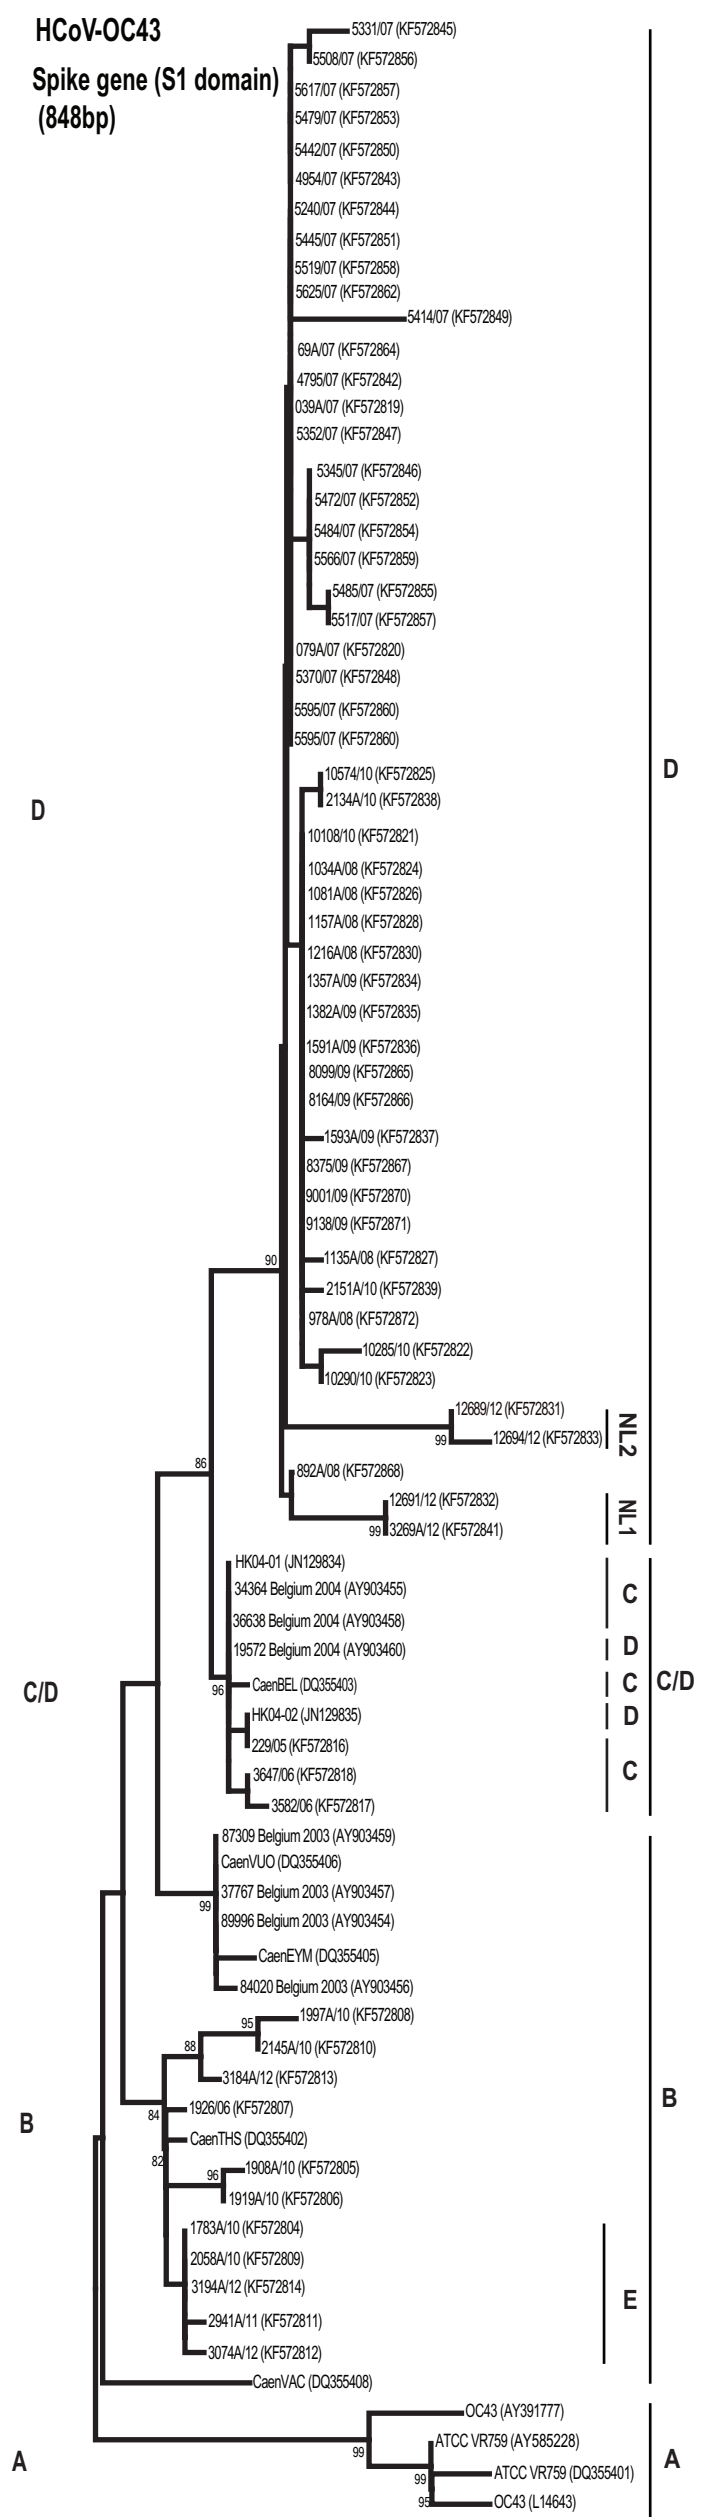 HCoV-OC43
Spike gene (S1 domain)
(848bp)
5331/07 (KF572845)
5508/07 (KF572856)
5617/07 (KF572857)
5479/07 (KF572853)
5442/07 (KF572850)
4954/07 (KF572843)
5240/07 (KF572844)
5445/07 (KF572851)
5519/07 (KF572858)
5625/07 (KF572862)
5414/07 (KF572849)
69A/07 (KF572864)
4795/07 (KF572842)
039A/07 (KF572819)
5352/07 (KF572847)
5345/07 (KF572846)
5472/07 (KF572852)
5484/07 (KF572854)
5566/07 (KF572859)
5485/07 (KF572855)
5517/07 (KF572857)
079A/07 (KF572820)
5370/07 (KF572848)
5595/07 (KF572860)
5595/07 (KF572860)
D
10574/10 (KF572825)
2134A/10 (KF572838)
D
10108/10 (KF572821)
1034A/08 (KF572824)
1081A/08 (KF572826)
1157A/08 (KF572828)
1216A/08 (KF572830)
1357A/09 (KF572834)
1382A/09 (KF572835)
1591A/09 (KF572836)
8099/09 (KF572865)
8164/09 (KF572866)
1593A/09 (KF572837)
8375/09 (KF572867)
9001/09 (KF572870)
9138/09 (KF572871)
90
1135A/08 (KF572827)
2151A/10 (KF572839)
978A/08 (KF572872)
10285/10 (KF572822)
10290/10 (KF572823)
12689/12 (KF572831)
99
12694/12 (KF572833)
NL2
86
892A/08 (KF572868)
12691/12 (KF572832)
99
3269A/12 (KF572841)
NL1
HK04-01 (JN129834)
34364 Belgium 2004 (AY903455)
C
36638 Belgium 2004 (AY903458)
19572 Belgium 2004 (AY903460)
D
96
CaenBEL (DQ355403)
C
C/D
C/D
HK04-02 (JN129835)
D
229/05 (KF572816)
3647/06 (KF572818)
C
3582/06 (KF572817)
87309 Belgium 2003 (AY903459)
CaenVUO (DQ355406)
37767 Belgium 2003 (AY903457)
99
89996 Belgium 2003 (AY903454)
CaenEYM (DQ355405)
84020 Belgium 2003 (AY903456)
95
1997A/10 (KF572808)
88
2145A/10 (KF572810)
3184A/12 (KF572813)
B
84
1926/06 (KF572807)
B
CaenTHS (DQ355402)
82
96
1908A/10 (KF572805)
1919A/10 (KF572806)
1783A/10 (KF572804)
2058A/10 (KF572809)
3194A/12 (KF572814)
E
2941A/11 (KF572811)
3074A/12 (KF572812)
CaenVAC (DQ355408)
OC43 (AY391777)
99
ATCC VR759 (AY585228)
A
A
99
ATCC VR759 (DQ355401)
95
OC43 (L14643)